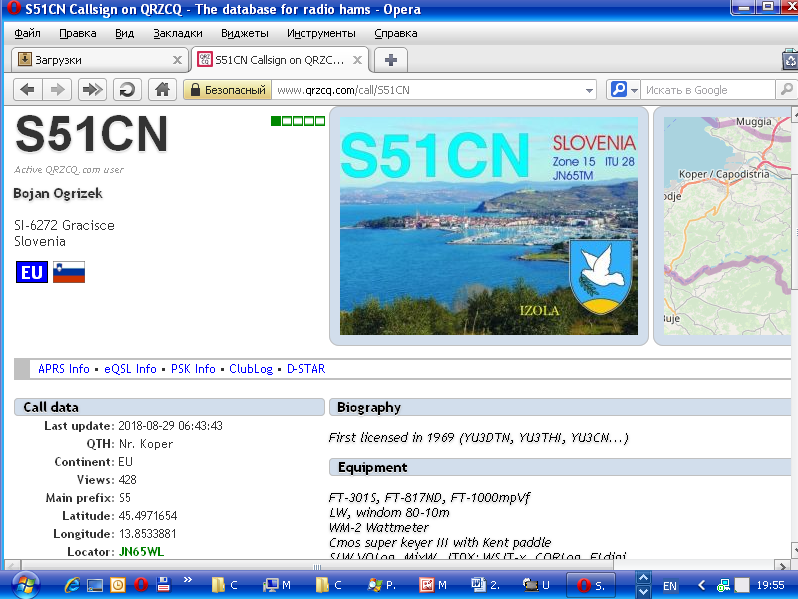 S51CN Callsign on QRZCQ - The database for radio hams - Opera
Файл Правка Вид Закладки Виджеты Инструменты Справка
Загрузки
S51CN Callsign on QRZC...
Безопасный
www.qrzcq.com/call/S51CN
Искать в Google
S51CN
Active QRZCQ.com user
Bojan Ogrizek
SI-6272 Gracisce
Slovenia
EU
S51CN
SLOVENIA
Zone 15 ITU 28
JN65TM
IZOLA
Muggia
Koper / Capodistria
odje
Buje
APRS Info • eQSL Info • PSK Info • ClubLog • D-STAR
Call data
Last update: 2018-08-29 06:43:43
QTH: Nr. Koper
Continent: EU
Views: 428
Main prefix: S5
Latitude: 45.4971654
Longitude: 13.8533881
Locator: JN65WL
Biography
First licensed in 1969 (YU3DTN, YU3THI, YU3CN...)
Equipment
FT-301S, FT-817ND, FT-1000mpVf
LW, windom 80-10m
WM-2 Wattmeter
Cmos super keyer III with Kent paddle
MixW, JTDX; WSJT-x, CQRLog, FLdigi
» C M C P. M 2. U S. EN 19:55